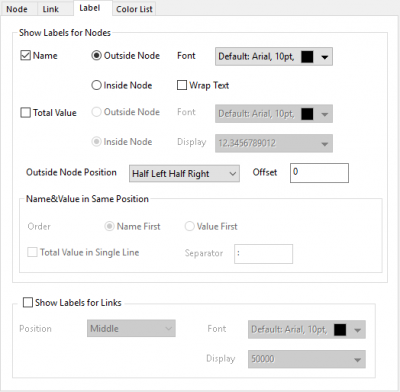 Node Link Label Color List
Show Labels for Nodes
Name Outside Node Font Default: Arial, 10pt,
Inside Node Wrap Text
Total Value Outside Node Font Default: Arial, 10pt,
Inside Node Display 12.3456789012
Outside Node Position Half Left Half Right Offset 0
Name&Value in Same Position
Order Name First Value First
Total Value in Single Line Separator :
Show Labels for Links
Position Middle Font Default: Arial, 10pt,
Display 50000